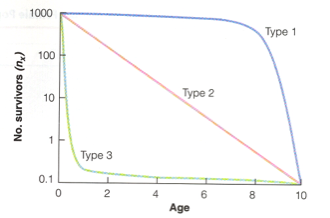 1000
100
10
1
0.1
No. survivors (nx)
Type 1
Type 2
Type 3
0 2 4 6 8 10
Age